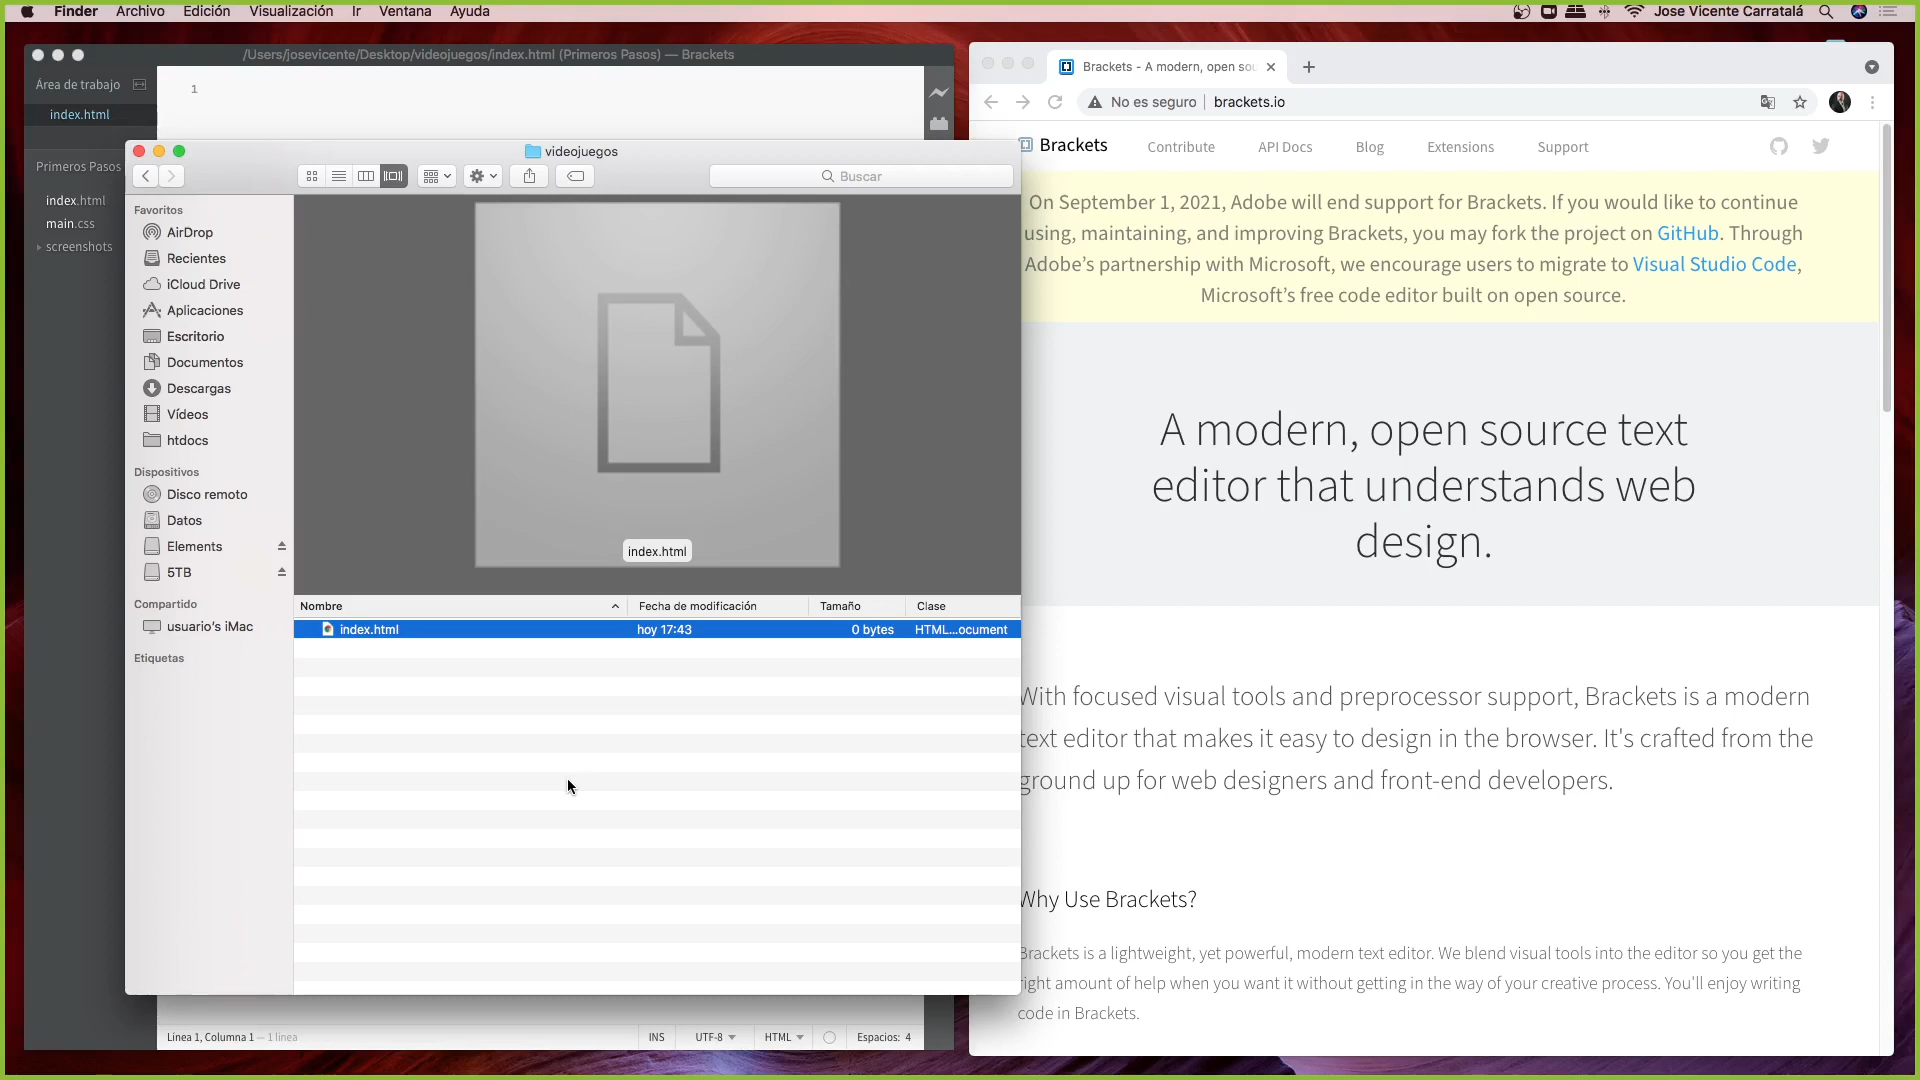 Finder Archivo Edición Visualización Ir Ventana Ayuda
Jose Vicente Carratalá
/Users/josevicente/Desktop/videojuegos/index.html (Primeros Pasos) — Brackets
Área de trabajo
index.html
Primeros Pasos
index.html
main.css
screenshots
1
Línea 1, Columna 1 — 1 línea
INS UTF-8 HTML Espacios: 4
videojuegos
Buscar
Favoritos
AirDrop
Recientes
iCloud Drive
Aplicaciones
Escritorio
Documentos
Descargas
Vídeos
htdocs
Dispositivos
Disco remoto
Datos
Elements
5TB
Compartido
usuario's iMac
Etiquetas
index.html
Nombre Fecha de modificación Tamaño Clase
index.html hoy 17:43 0 bytes HTML...ocument
Brackets - A modern, open sou
No es seguro brackets.io
Brackets Contribute API Docs Blog Extensions Support
On September 1, 2021, Adobe will end support for Brackets. If you would like to continue
using, maintaining, and improving Brackets, you may fork the project on GitHub. Through
Adobe’s partnership with Microsoft, we encourage users to migrate to Visual Studio Code,
Microsoft’s free code editor built on open source.
A modern, open source text
editor that understands web
design.
With focused visual tools and preprocessor support, Brackets is a modern
text editor that makes it easy to design in the browser. It's crafted from the
ground up for web designers and front-end developers.
Why Use Brackets?
Brackets is a lightweight, yet powerful, modern text editor. We blend visual tools into the editor so you get the
right amount of help when you want it without getting in the way of your creative process. You'll enjoy writing
code in Brackets.